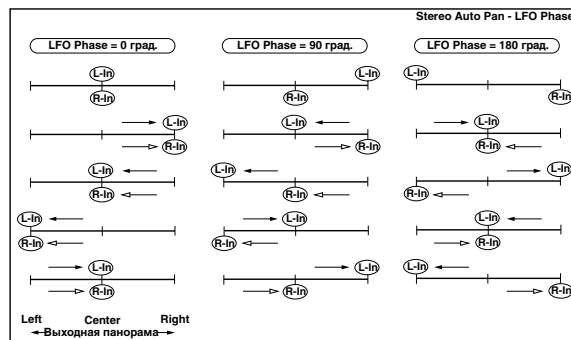 Stereo Auto Pan - LFO Phase
LFO Phase = 0 град. LFO Phase = 90 град. LFO Phase = 180 град.
L-In L-In L-In
R-In R-In R-In
L-In L-In L-In
R-In R-In R-In
L-In L-In L-In
R-In R-In R-In
L-In L-In L-In
R-In R-In R-In
L-In L-In L-In
R-In R-In R-In
Left Center Right
Выходная панорама